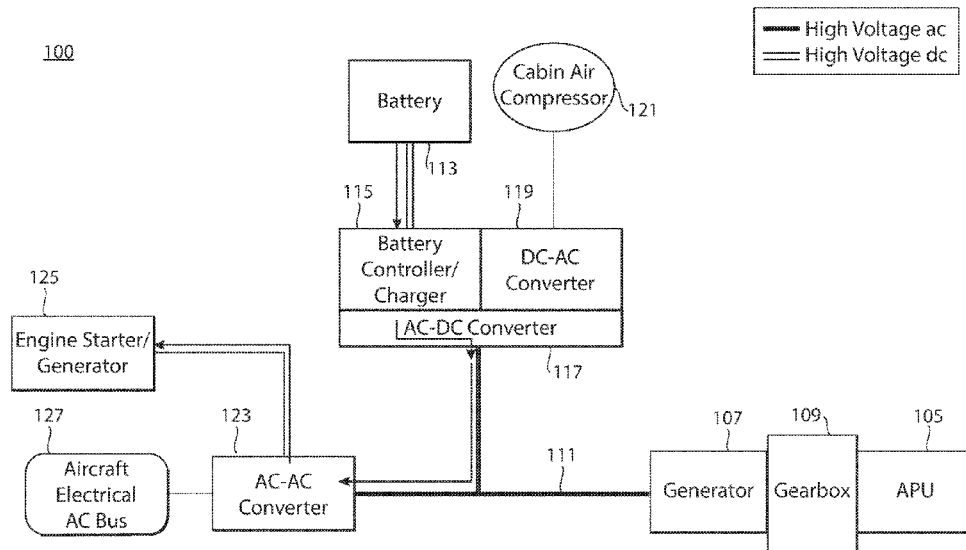 100
High Voltage ac
High Voltage dc
Battery
113
Cabin Air
Compressor
121
115
119
Battery
Controller/
Charger
DC-AC
Converter
AC-DC Converter
117
125
Engine Starter/
Generator
127
123
Aircraft
Electrical
AC Bus
AC-AC
Converter
111
107
109
105
Generator
Gearbox
APU